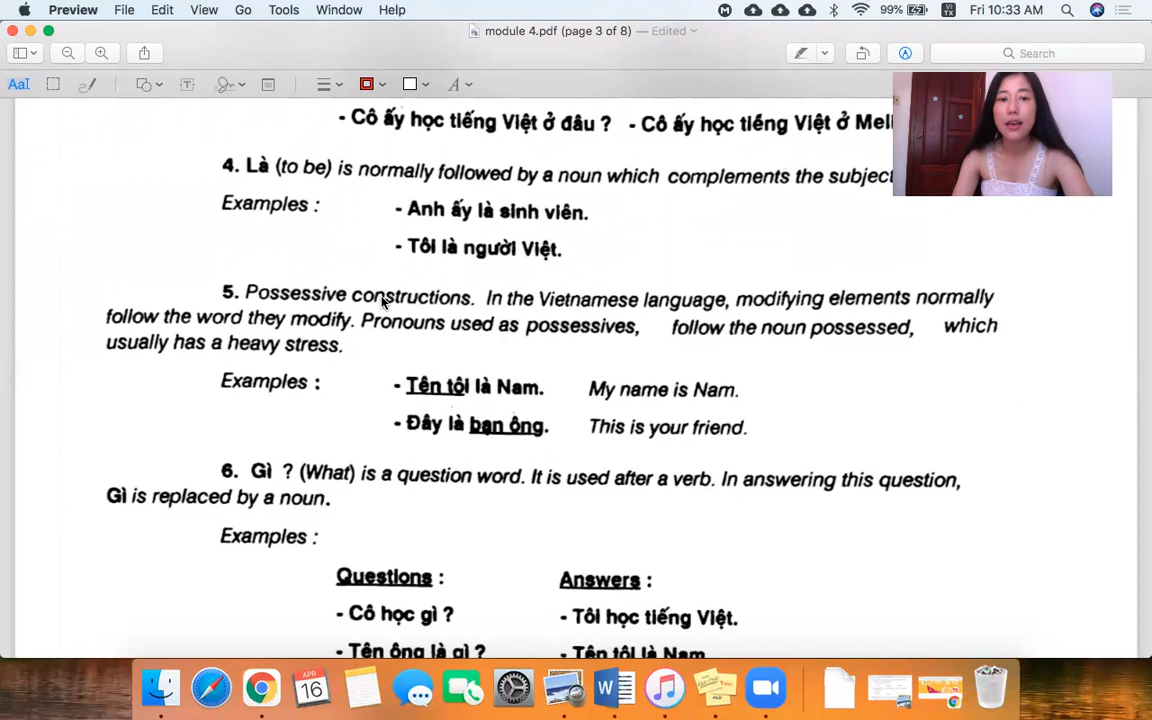 Preview File Edit View Go Tools Window Help 99% VI TX Fri 10:33 AM
module 4.pdf (page 3 of 8) — Edited
Search
- Cô ấy học tiếng Việt ở đâu ? - Cô ấy học tiếng Việt ở Mel
4. Là (to be) is normally followed by a noun which complements the subject
Examples : - Anh ấy là sinh viên.
- Tôi là người Việt.
5. Possessive constructions. In the Vietnamese language, modifying elements normally
follow the word they modify. Pronouns used as possessives, follow the noun possessed, which
usually has a heavy stress.
Examples : - Tên tôi là Nam. My name is Nam.
- Đây là bạn ông. This is your friend.
6. Gì ? (What) is a question word. It is used after a verb. In answering this question,
Gì is replaced by a noun.
Examples :
Questions : Answers :
- Cô học gì ? - Tôi học tiếng Việt.
- Tên ông là gì ? - Tên tôi là Nam
APR
16